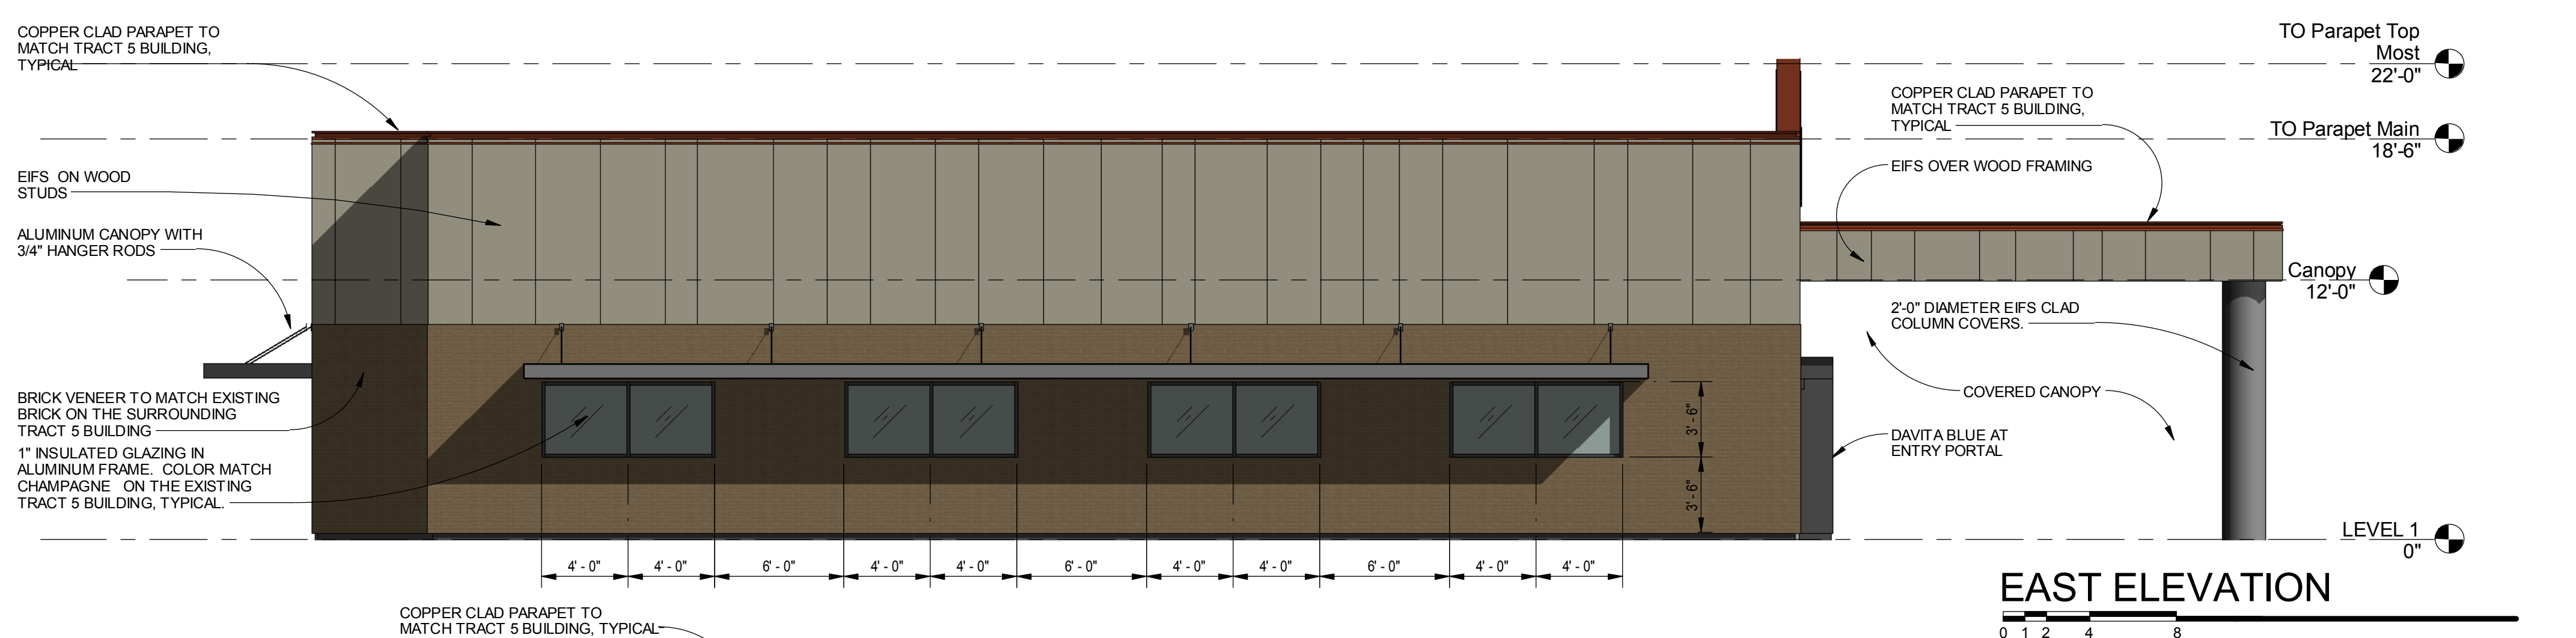 COPPER CLAD PARAPET TO
MATCH TRACT 5 BUILDING,
TYPICAL
EIFS ON WOOD
STUDS
ALUMINUM CANOPY WITH
3/4" HANGER RODS
BRICK VENEER TO MATCH EXISTING
BRICK ON THE SURROUNDING
TRACT 5 BUILDING
1" INSULATED GLAZING IN
ALUMINUM FRAME. COLOR MATCH
CHAMPAGNE ON THE EXISTING
TRACT 5 BUILDING, TYPICAL.
3' - 6"
3' - 6"
4' - 0" 4' - 0" 6' - 0" 4' - 0" 4' - 0" 6' - 0" 4' - 0" 4' - 0" 6' - 0" 4' - 0" 4' - 0"
COPPER CLAD PARAPET TO
MATCH TRACT 5 BUILDING,
TYPICAL
EIFS OVER WOOD FRAMING
2'-0" DIAMETER EIFS CLAD
COLUMN COVERS.
COVERED CANOPY
DAVITA BLUE AT
ENTRY PORTAL
TO Parapet Top
Most
22'-0"
TO Parapet Main
18'-6"
Canopy
12'-0"
LEVEL 1
0"
EAST ELEVATION
0 1 2 4 8
COPPER CLAD PARAPET TO
MATCH TRACT 5 BUILDING, TYPICAL